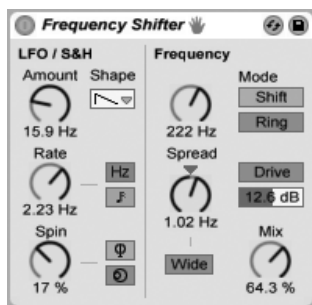 Frequency Shifter
LFO / S&H
Amount Shape
15.9 Hz
Rate
Hz
2.23 Hz
Spin
Φ
17 %
Frequency
Mode
Shift
Ring
222 Hz
Spread
Drive
12.6 dB
1.02 Hz
Wide
Mix
64.3 %